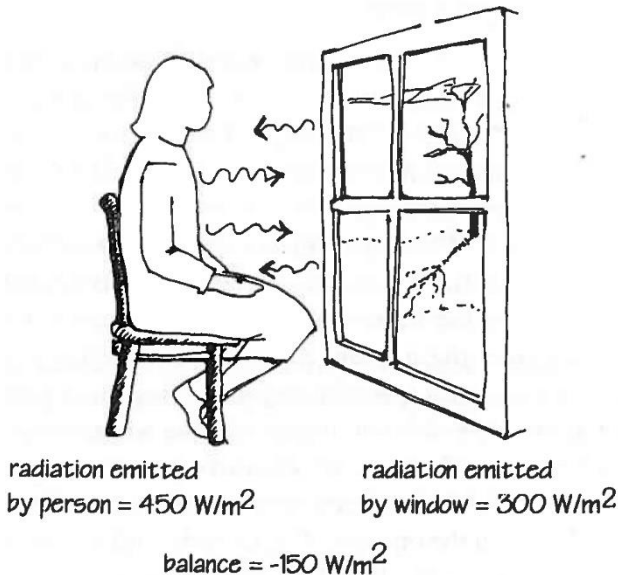 radiation emitted
by person = 450 W/m²
radiation emitted
by window = 300 W/m²
balance = -150 W/m²